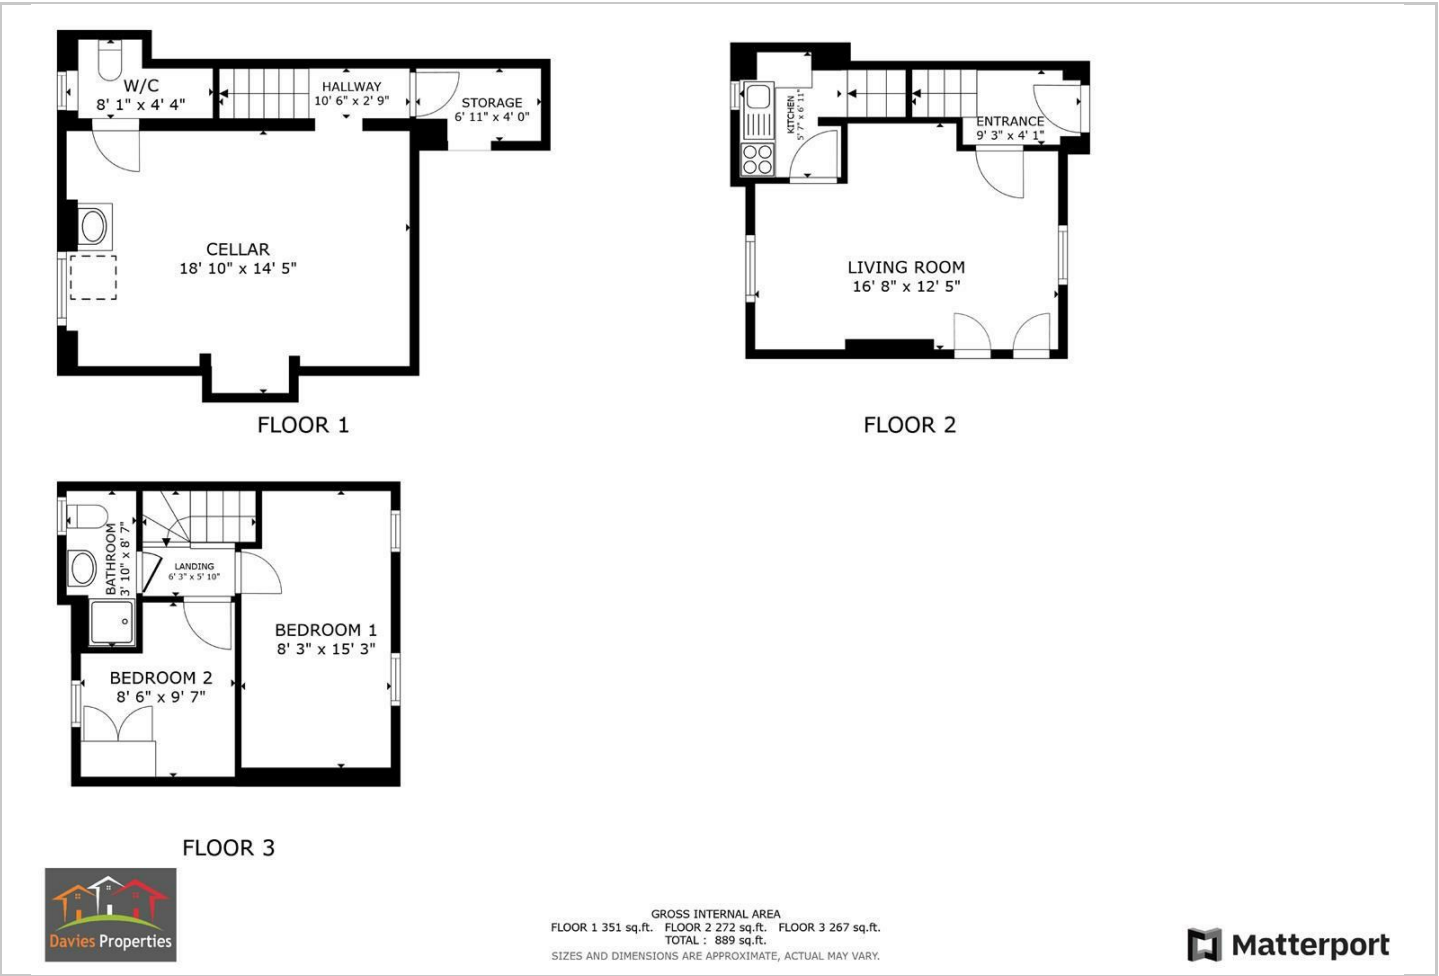 W/C
8' 1" x 4' 4"
HALLWAY
10' 6" x 2' 9"
STORAGE
6' 11" x 4' 0"
CELLAR
18' 10" x 14' 5"
FLOOR 1
KITCHEN
5' 7" x 6' 11"
ENTRANCE
9' 3" x 4' 1"
LIVING ROOM
16' 8" x 12' 5"
FLOOR 2
BATHROOM
3' 10" x 8' 7"
LANDING
6' 3" x 5' 10"
BEDROOM 1
8' 3" x 15' 3"
BEDROOM 2
8' 6" x 9' 7"
FLOOR 3
Davies Properties
GROSS INTERNAL AREA
FLOOR 1 351 sq.ft. FLOOR 2 272 sq.ft. FLOOR 3 267 sq.ft.
TOTAL : 889 sq.ft.
SIZES AND DIMENSIONS ARE APPROXIMATE, ACTUAL MAY VARY.
Matterport